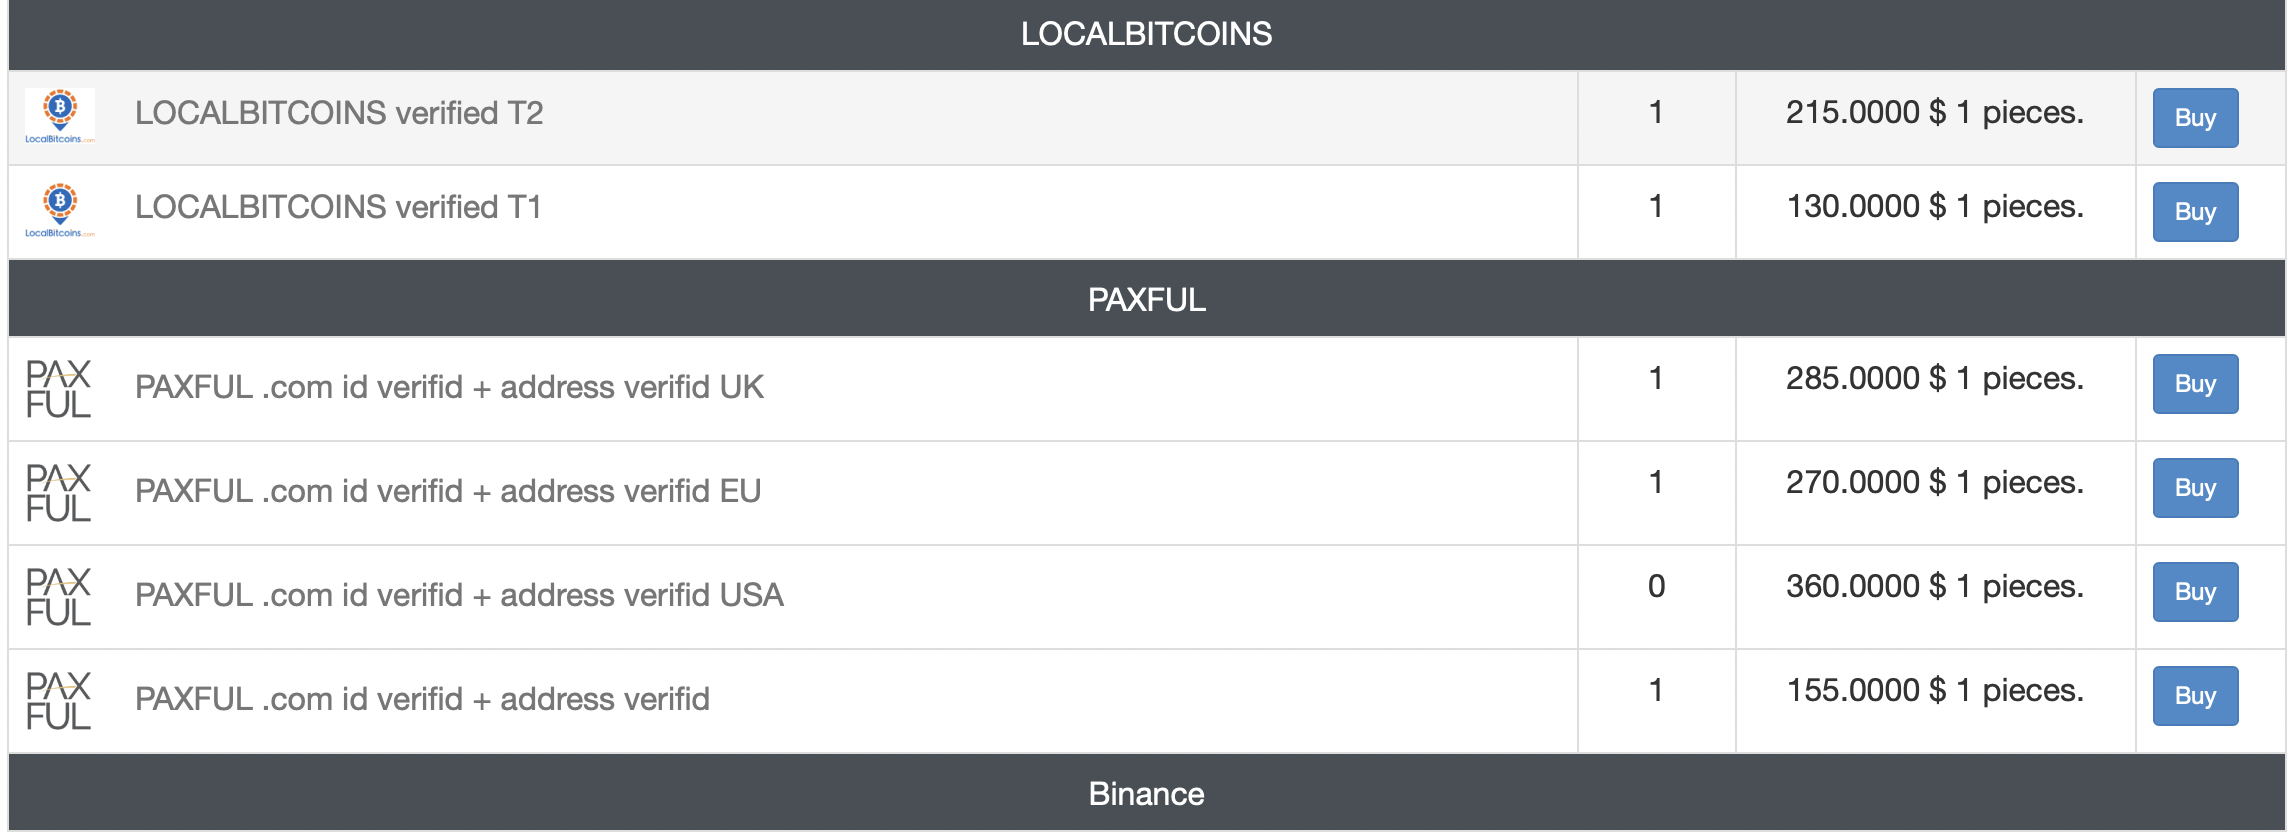 LOCALBITCOINS
LocalBitcoins.com LOCALBITCOINS verified T2 1 215.0000 $ 1 pieces. Buy
LocalBitcoins.com LOCALBITCOINS verified T1 1 130.0000 $ 1 pieces. Buy
PAXFUL
PAX FUL PAXFUL .com id verifid + address verifid UK 1 285.0000 $ 1 pieces. Buy
PAX FUL PAXFUL .com id verifid + address verifid EU 1 270.0000 $ 1 pieces. Buy
PAX FUL PAXFUL .com id verifid + address verifid USA 0 360.0000 $ 1 pieces. Buy
PAX FUL PAXFUL .com id verifid + address verifid 1 155.0000 $ 1 pieces. Buy
Binance